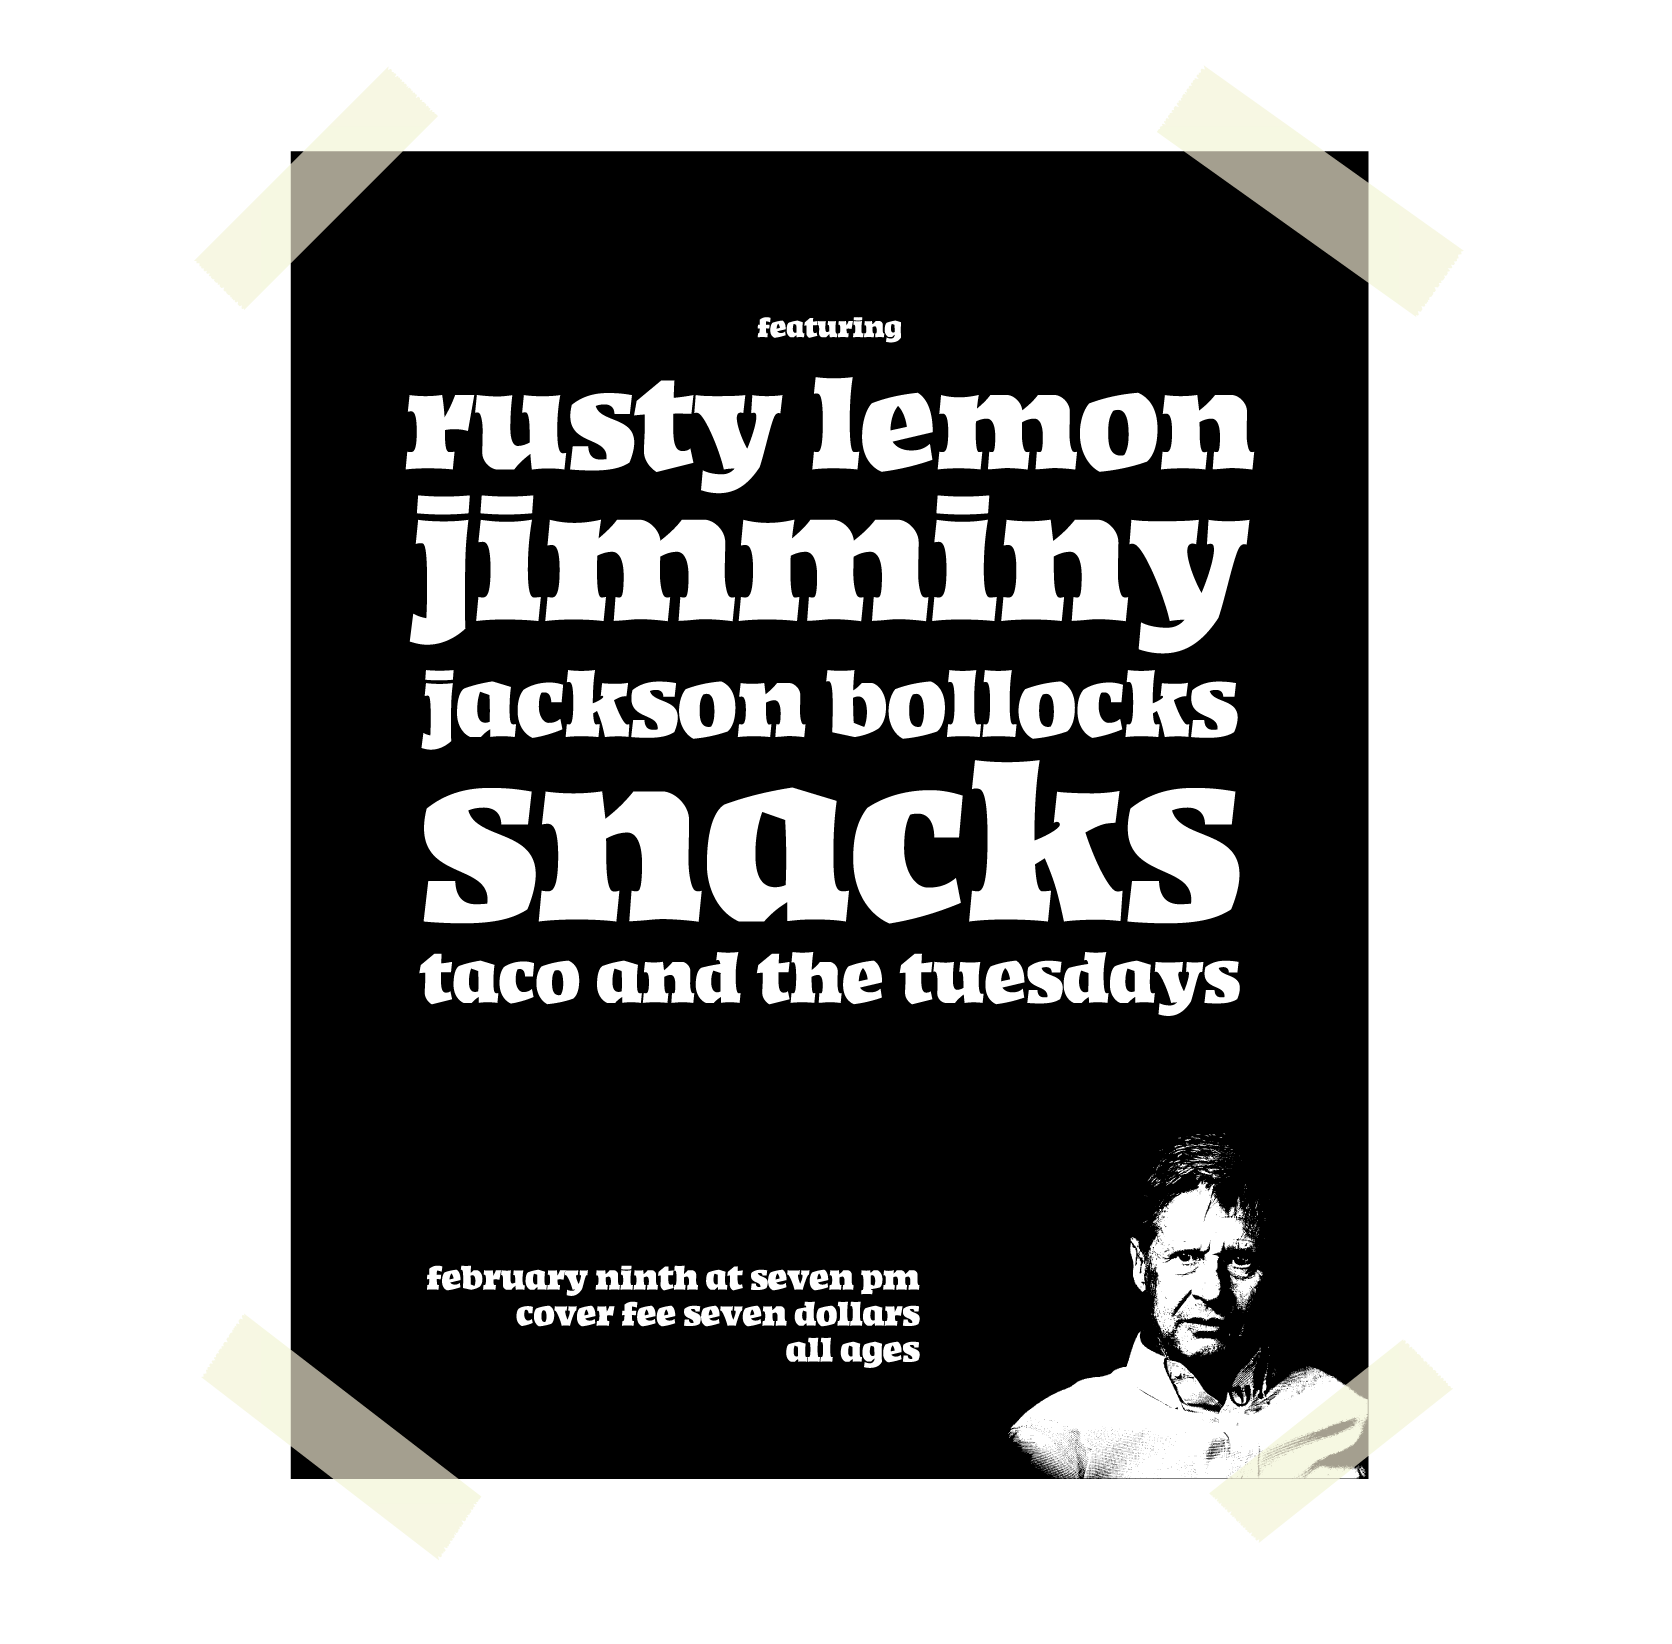 featuring
rusty lemon
jimminy
jackson bollocks
snacks
taco and the tuesdays
february ninth at seven pm
cover fee seven dollars
all ages